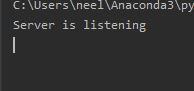 C:\Users\neel\Anaconda3\py
Server is listening